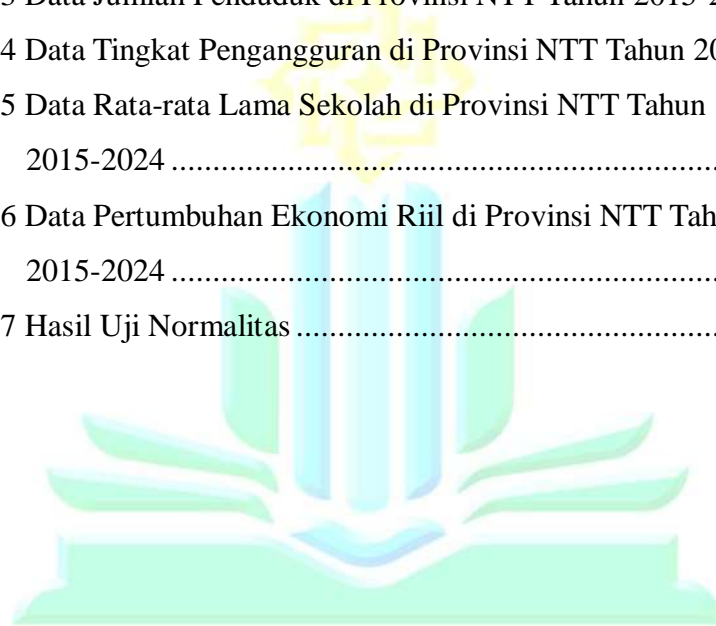 3 Data Jumlah Penduduk di Provinsi NTT Tahun 2015-2
4 Data Tingkat Pengangguran di Provinsi NTT Tahun 20
5 Data Rata-rata Lama Sekolah di Provinsi NTT Tahun
2015-2024 ....................................................................
6 Data Pertumbuhan Ekonomi Riil di Provinsi NTT Tah
2015-2024 ....................................................................
7 Hasil Uji Normalitas .....................................................